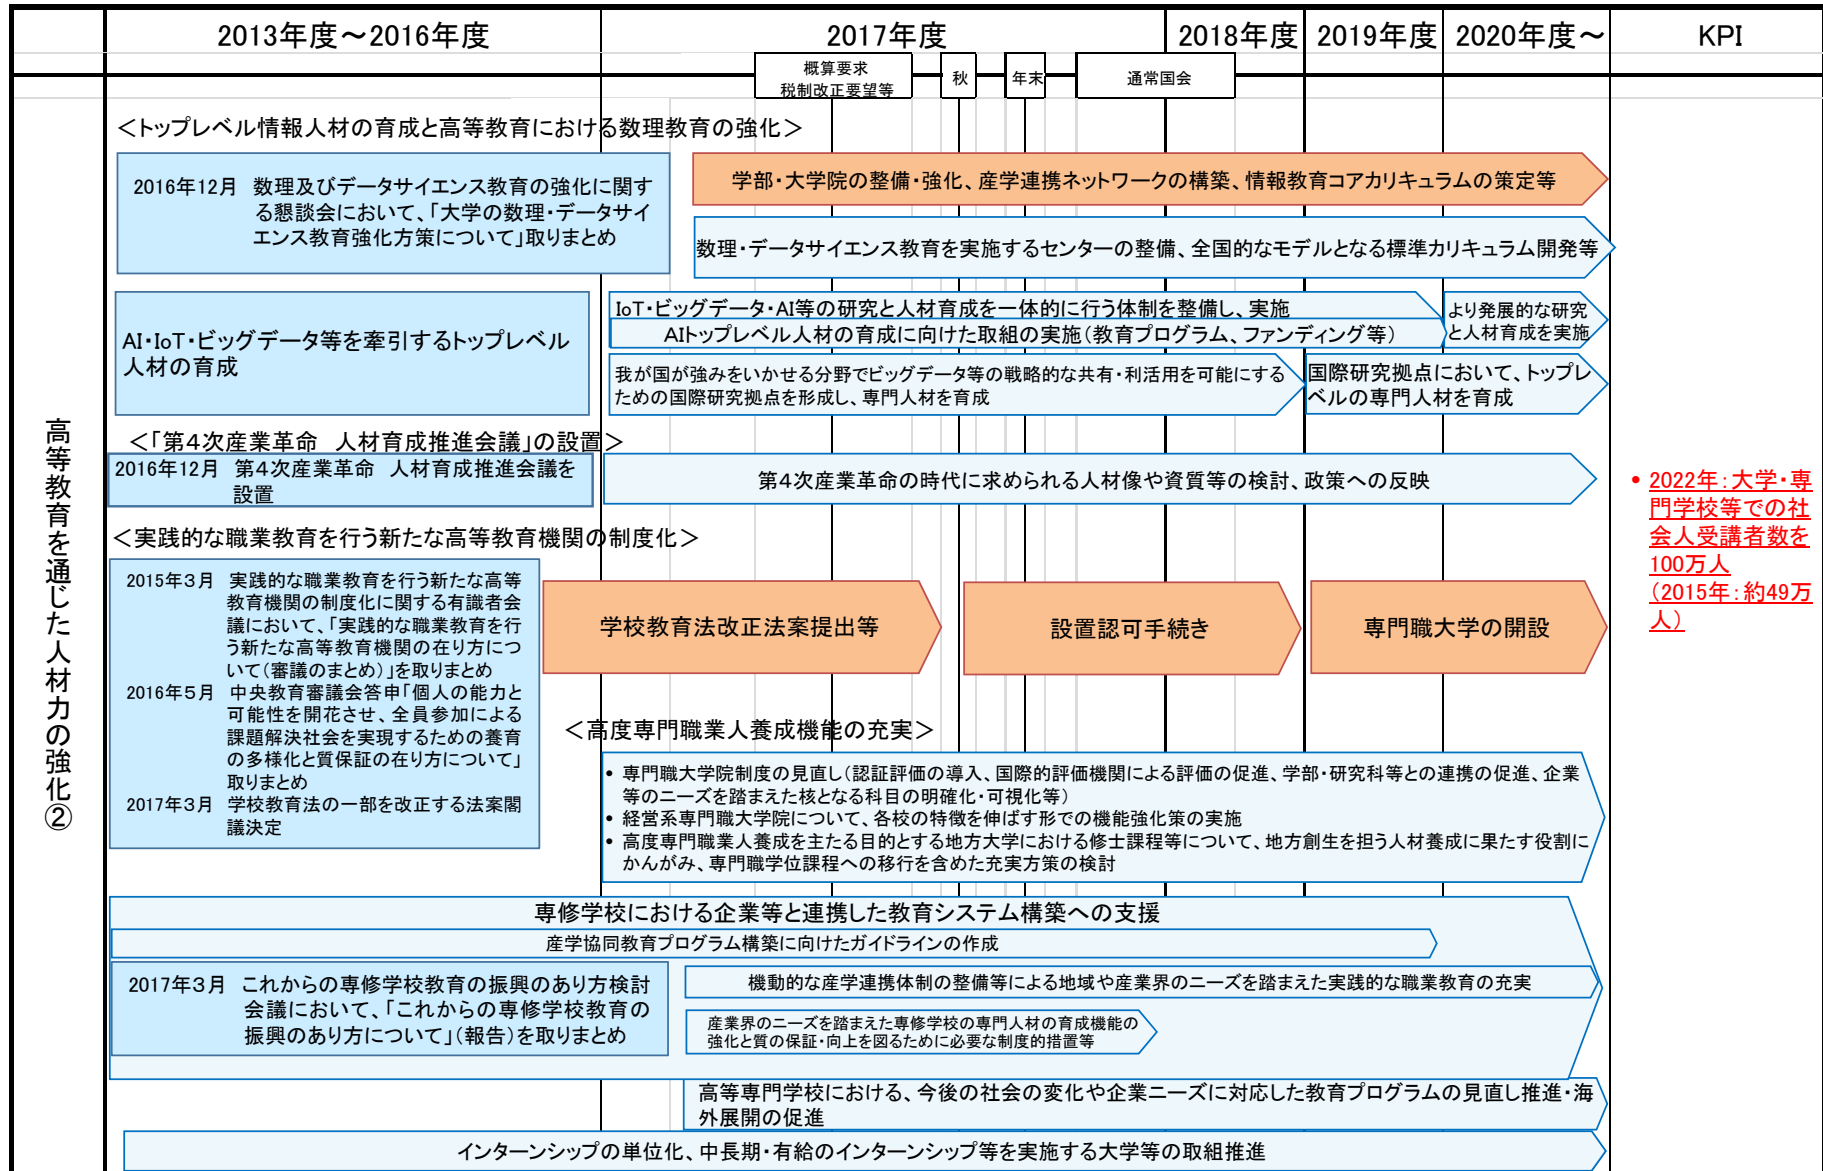 2013年度～2016年度
2017年度
2018年度
2019年度
2020年度～
KPI
概算要求
税制改正要望等
秋
年末
通常国会
高等教育を通じた人材力の強化②
＜トップレベル情報人材の育成と高等教育における数理教育の強化＞
2016年12月　数理及びデータサイエンス教育の強化に関す
る懇談会において、「大学の数理・データサイ
エンス教育強化方策について」取りまとめ
学部・大学院の整備・強化、産学連携ネットワークの構築、情報教育コアカリキュラムの策定等
数理・データサイエンス教育を実施するセンターの整備、全国的なモデルとなる標準カリキュラム開発等
AI・IoT・ビッグデータ等を牽引するトップレベル
人材の育成
IoT・ビッグデータ・AI等の研究と人材育成を一体的に行う体制を整備し、実施
AIトップレベル人材の育成に向けた取組の実施（教育プログラム、ファンディング等）
より発展的な研究
と人材育成を実施
我が国が強みをいかせる分野でビッグデータ等の戦略的な共有・利活用を可能にする
ための国際研究拠点を形成し、専門人材を育成
国際研究拠点において、トップレ
ベルの専門人材を育成
＜「第４次産業革命　人材育成推進会議」の設置＞
2016年12月　第４次産業革命　人材育成推進会議を
設置
第４次産業革命の時代に求められる人材像や資質等の検討、政策への反映
＜実践的な職業教育を行う新たな高等教育機関の制度化＞
2015年３月　実践的な職業教育を行う新たな高等
教育機関の制度化に関する有識者会
議において、「実践的な職業教育を行
う新たな高等教育機関の在り方につ
いて（審議のまとめ）」を取りまとめ
2016年５月　中央教育審議会答申「個人の能力と
可能性を開花させ、全員参加による
課題解決社会を実現するための養育
の多様化と質保証の在り方について」
取りまとめ
2017年３月　学校教育法の一部を改正する法案閣
議決定
学校教育法改正法案提出等
設置認可手続き
専門職大学の開設
＜高度専門職業人養成機能の充実＞
• 専門職大学院制度の見直し（認証評価の導入、国際的評価機関による評価の促進、学部・研究科等との連携の促進、企業
等のニーズを踏まえた核となる科目の明確化・可視化等）
• 経営系専門職大学院について、各校の特徴を伸ばす形での機能強化策の実施
• 高度専門職業人養成を主たる目的とする地方大学における修士課程等について、地方創生を担う人材養成に果たす役割に
かんがみ、専門職学位課程への移行を含めた充実方策の検討
専修学校における企業等と連携した教育システム構築への支援
産学協同教育プログラム構築に向けたガイドラインの作成
2017年３月　これからの専修学校教育の振興のあり方検討
会議において、「これからの専修学校教育の
振興のあり方について」（報告）を取りまとめ
機動的な産学連携体制の整備等による地域や産業界のニーズを踏まえた実践的な職業教育の充実
産業界のニーズを踏まえた専修学校の専門人材の育成機能の
強化と質の保証・向上を図るために必要な制度的措置等
高等専門学校における、今後の社会の変化や企業ニーズに対応した教育プログラムの見直し推進・海
外展開の促進
インターンシップの単位化、中長期・有給のインターンシップ等を実施する大学等の取組推進
• 2022年：大学・専
門学校等での社
会人受講者数を
100万人
（2015年：約49万
人）